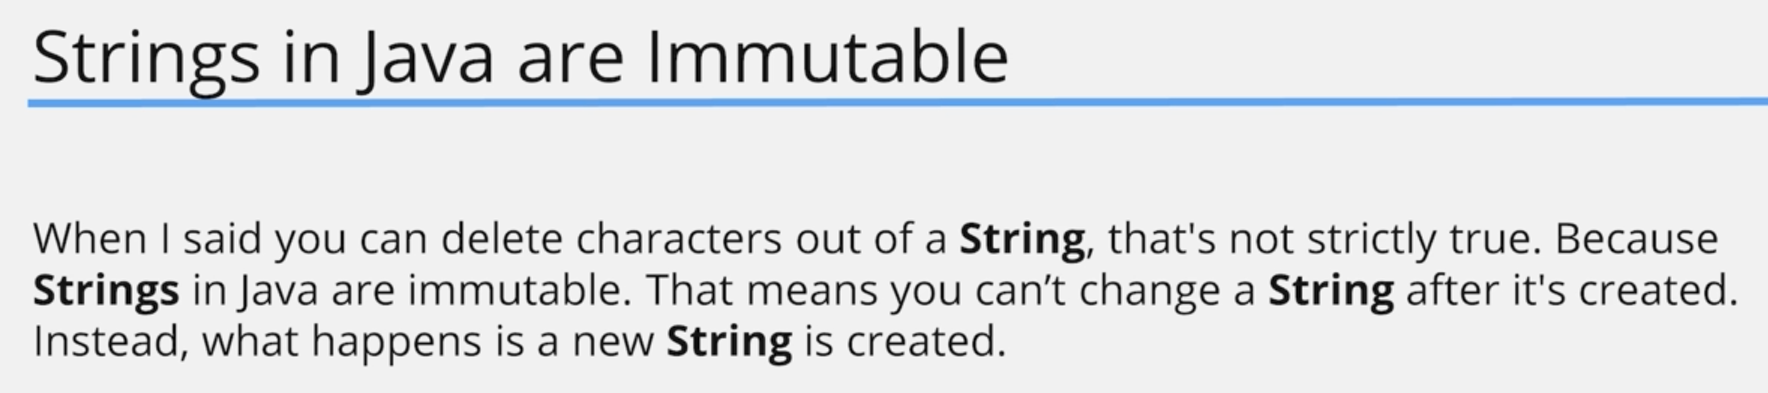 Strings in Java are Immutable
When I said you can delete characters out of a String, that's not strictly true. Because
Strings in Java are immutable. That means you can’t change a String after it's created.
Instead, what happens is a new String is created.